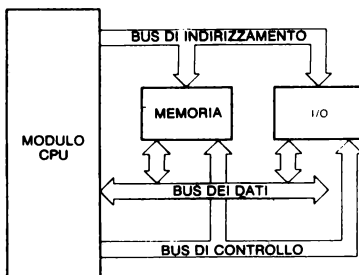 BUS DI INDIRIZZAMENTO
MEMORIA
I/O
MODULO
CPU
BUS DEI DATI
BUS DI CONTROLLO